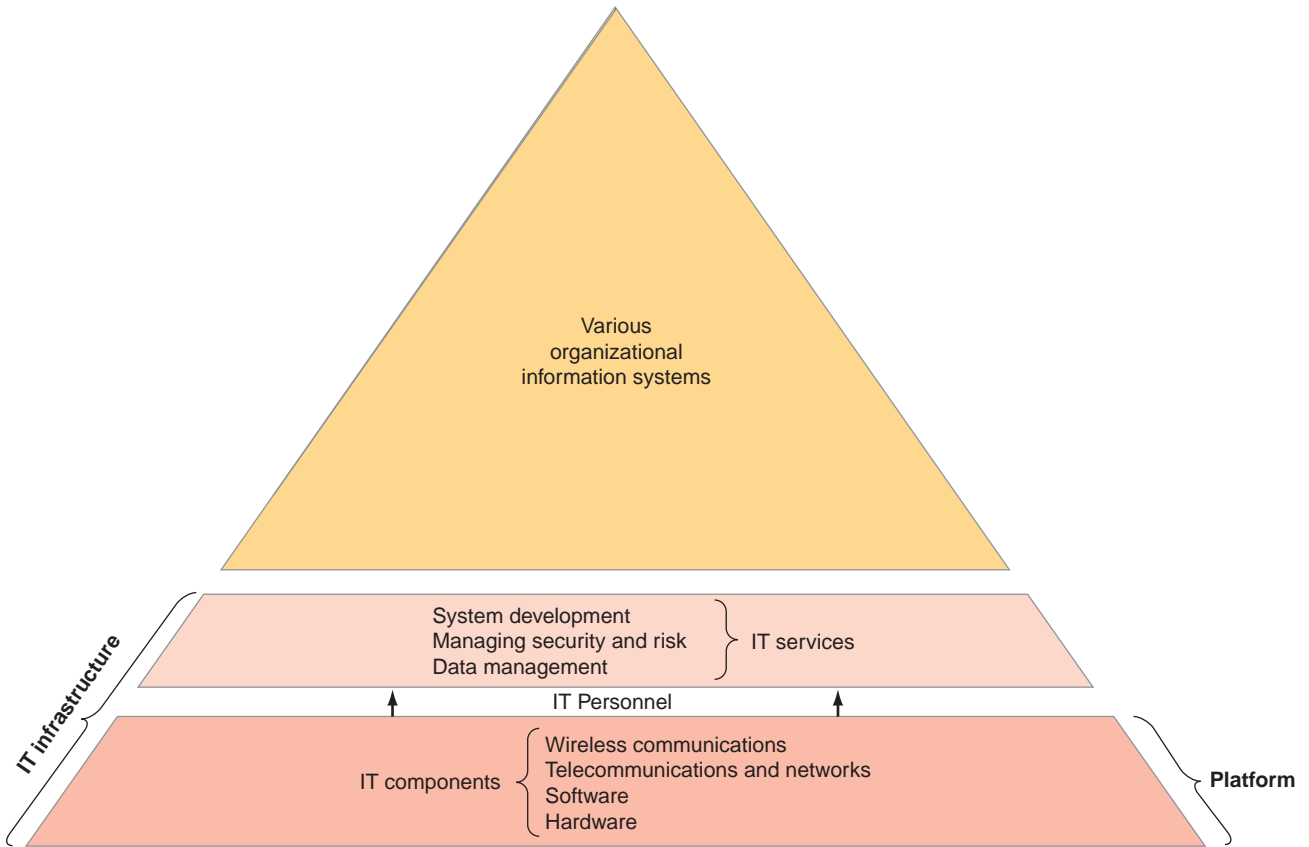 Various
organizational
information systems
System development
Managing security and risk
Data management
IT services
IT Personnel
IT infrastructure
IT components
Wireless communications
Telecommunications and networks
Software
Hardware
Platform